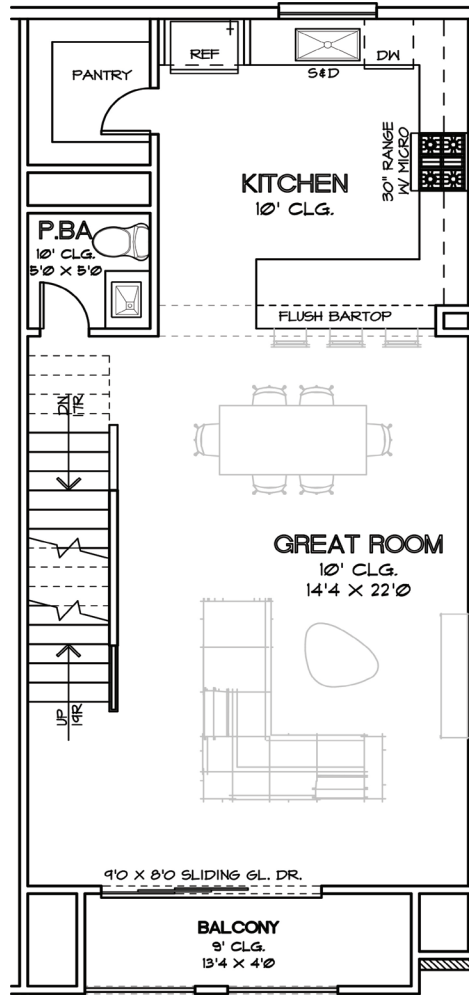 REF
DW
PANTRY
S&D
30" RANGE
W/ MICRO
KITCHEN
10' CLG.
P.BA
10' CLG.
5'0 X 5'0
FLUSH BARTOP
DN
17R
GREAT ROOM
10' CLG.
14'4 X 22'0
UP
19R
9'0 X 8'0 SLIDING GL. DR.
BALCONY
9' CLG.
13'4 X 4'0